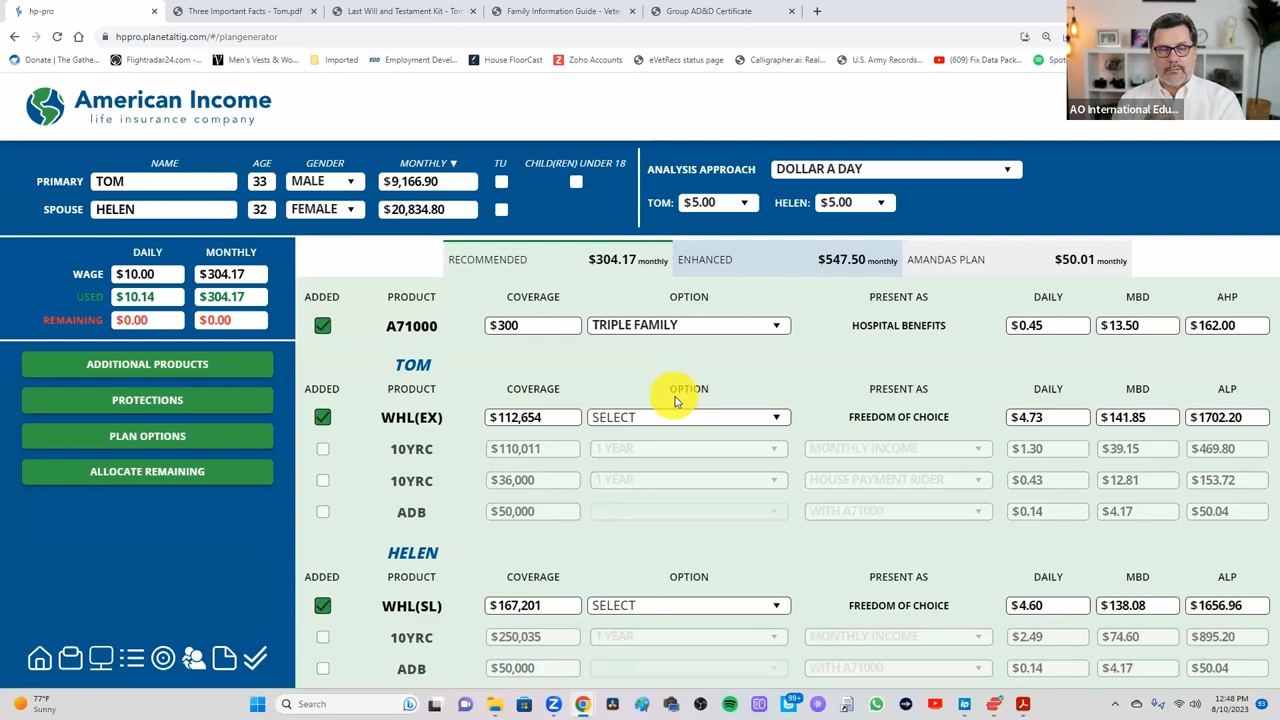 hp-pro
Three Important Facts - Tom.pdf
Last Will and Testament Kit - To
Family Information Guide - Vete
Group AD&D Certificate
hppro.planetaltig.com/#/plangenerator
Donate | The Gathe...
Flightradar24.com -...
Men's Vests & Wo...
Imported
EDD Employment Devel...
House FloorCast
Zoho Accounts
eVetRecs status page
Calligrapher.ai: Real...
U.S. Army Records...
(609) Fix Data Pack...
Spot
AO International Edu...
American Income
life insurance company
NAME AGE GENDER MONTHLY ▼ TU CHILD(REN) UNDER 18
PRIMARY TOM 33 MALE $9,166.90
SPOUSE HELEN 32 FEMALE $20,834.80
ANALYSIS APPROACH DOLLAR A DAY
TOM: $5.00 HELEN: $5.00
DAILY MONTHLY
WAGE $10.00 $304.17
USED $10.14 $304.17
REMAINING $0.00 $0.00
ADDITIONAL PRODUCTS
PROTECTIONS
PLAN OPTIONS
ALLOCATE REMAINING
RECOMMENDED $304.17 monthly ENHANCED $547.50 monthly AMANDAS PLAN $50.01 monthly
ADDED PRODUCT COVERAGE OPTION PRESENT AS DAILY MBD AHP
A71000 $300 TRIPLE FAMILY HOSPITAL BENEFITS $0.45 $13.50 $162.00
TOM
ADDED PRODUCT COVERAGE OPTION PRESENT AS DAILY MBD ALP
WHL(EX) $112,654 SELECT FREEDOM OF CHOICE $4.73 $141.85 $1702.20
10YRC $110,011 1 YEAR MONTHLY INCOME $1.30 $39.15 $469.80
10YRC $36,000 1 YEAR HOUSE PAYMENT RIDER $0.43 $12.81 $153.72
ADB $50,000 WITH A71000 $0.14 $4.17 $50.04
HELEN
ADDED PRODUCT COVERAGE OPTION PRESENT AS DAILY MBD ALP
WHL(SL) $167,201 SELECT FREEDOM OF CHOICE $4.60 $138.08 $1656.96
10YRC $250,035 1 YEAR MONTHLY INCOME $2.49 $74.60 $895.20
ADB $50,000 WITH A71000 $0.14 $4.17 $50.04
77°F
Sunny
Search
99+
12:48 PM
8/10/2023
93